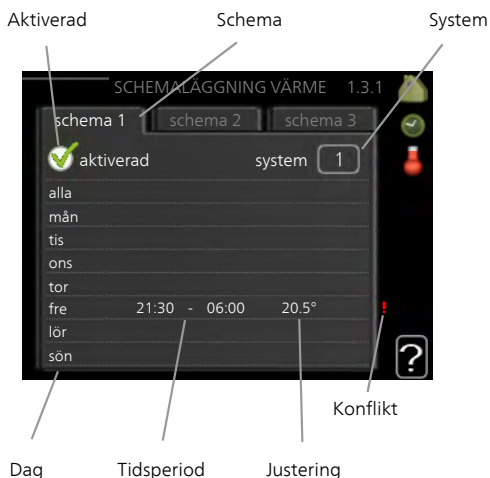 Aktiverad Schema System
SCHEMALÄGGNING VÄRME 1.3.1
schema 1 schema 2 schema 3
aktiverad system 1
alla
mån
tis
ons
tor
fre 21:30 - 06:00 20.5°
!
lör
sön
?
Konflikt
Dag Tidsperiod Justering